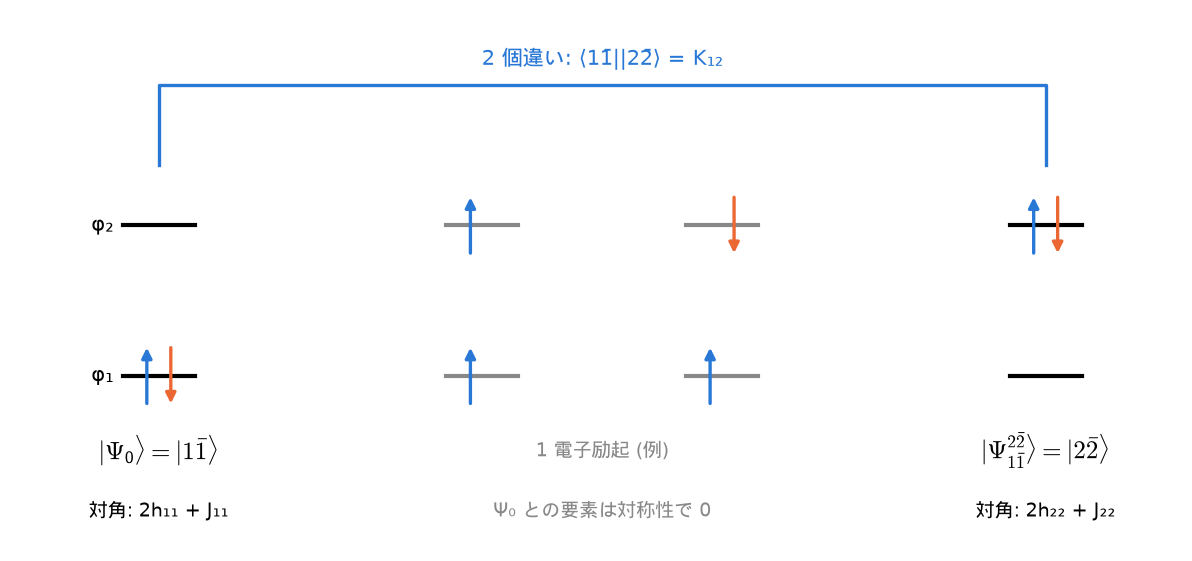 2 個違い: ⟨11̄||22̄⟩ = K₁₂
φ₂
φ₁
|Ψ₀⟩ = |11̄⟩
1 電子励起 (例)
|Ψ₁₁̄²²̄⟩ = |22̄⟩
対角: 2h₁₁ + J₁₁
Ψ₀ との要素は対称性で 0
対角: 2h₂₂ + J₂₂